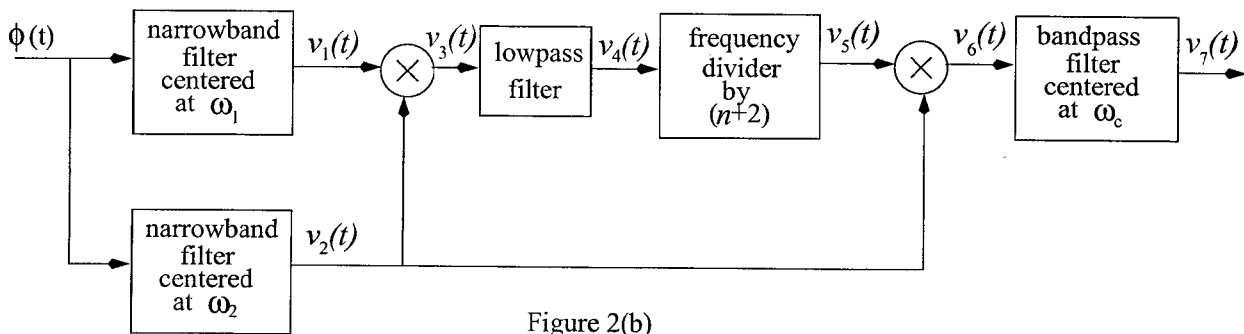 ϕ(t)
narrowband
filter
centered
at ω₁
v₁(t)
v₃(t)
lowpass
filter
v₄(t)
frequency
divider
by
(n+2)
v₅(t)
v₆(t)
bandpass
filter
centered
at ω_c
v₇(t)
narrowband
filter
centered
at ω₂
v₂(t)
Figure 2(b)